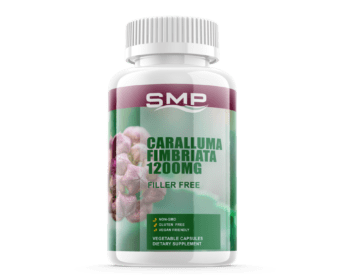 SMP
CARALLUMA
FIMBRIATA
1200MG
FILLER FREE
NON GMO
GLUTEN FREE
VEGAN FRIENDLY
VEGETABLE CAPSULES
DIETARY SUPPLEMENT